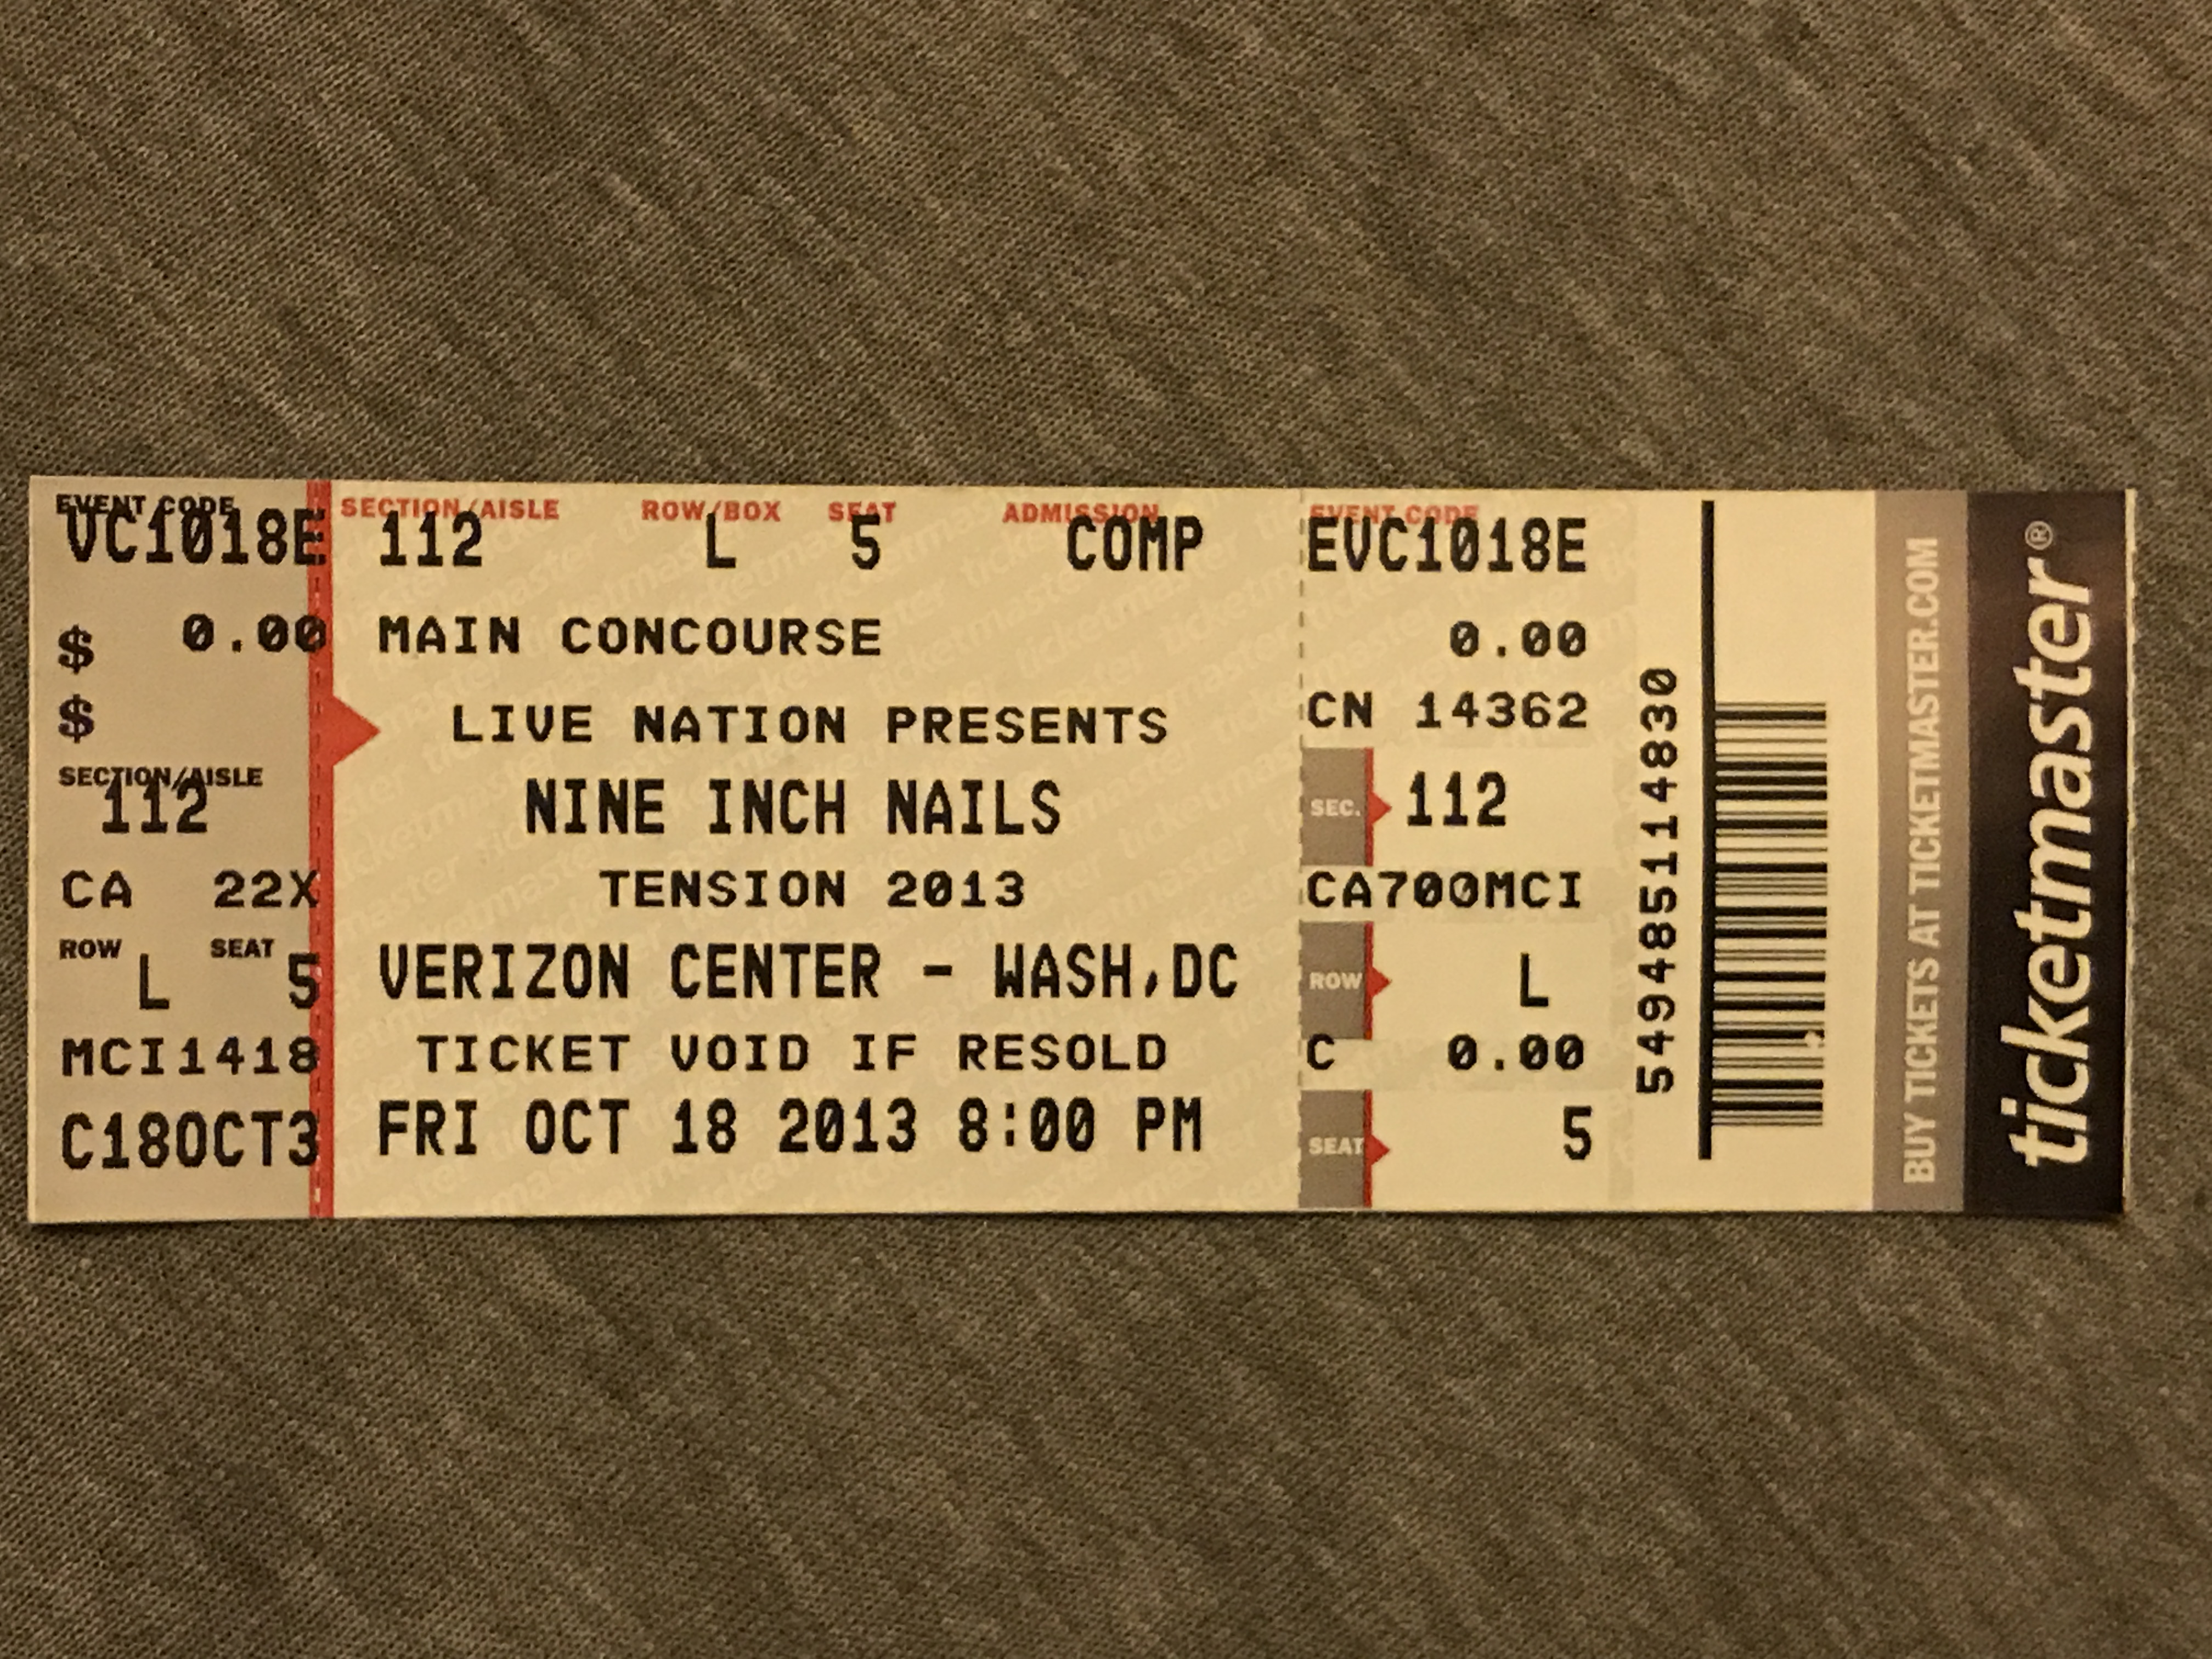 EVENT CODE
VC1018E
$ 0.00
$
SECTION/AISLE
112
CA 22X
ROW SEAT
L 5
MCI1418
C18OCT3
SECTION/AISLE ROW/BOX SEAT ADMISSION
112 L 5 COMP
MAIN CONCOURSE
LIVE NATION PRESENTS
NINE INCH NAILS
TENSION 2013
VERIZON CENTER - WASH,DC
TICKET VOID IF RESOLD
FRI OCT 18 2013 8:00 PM
EVENT CODE
EVC1018E
0.00
CN 14362
SEC. 112
CA700MCI
ROW L
C 0.00
SEAT 5
549485114830
BUY TICKETS AT TICKETMASTER.COM
ticketmaster®